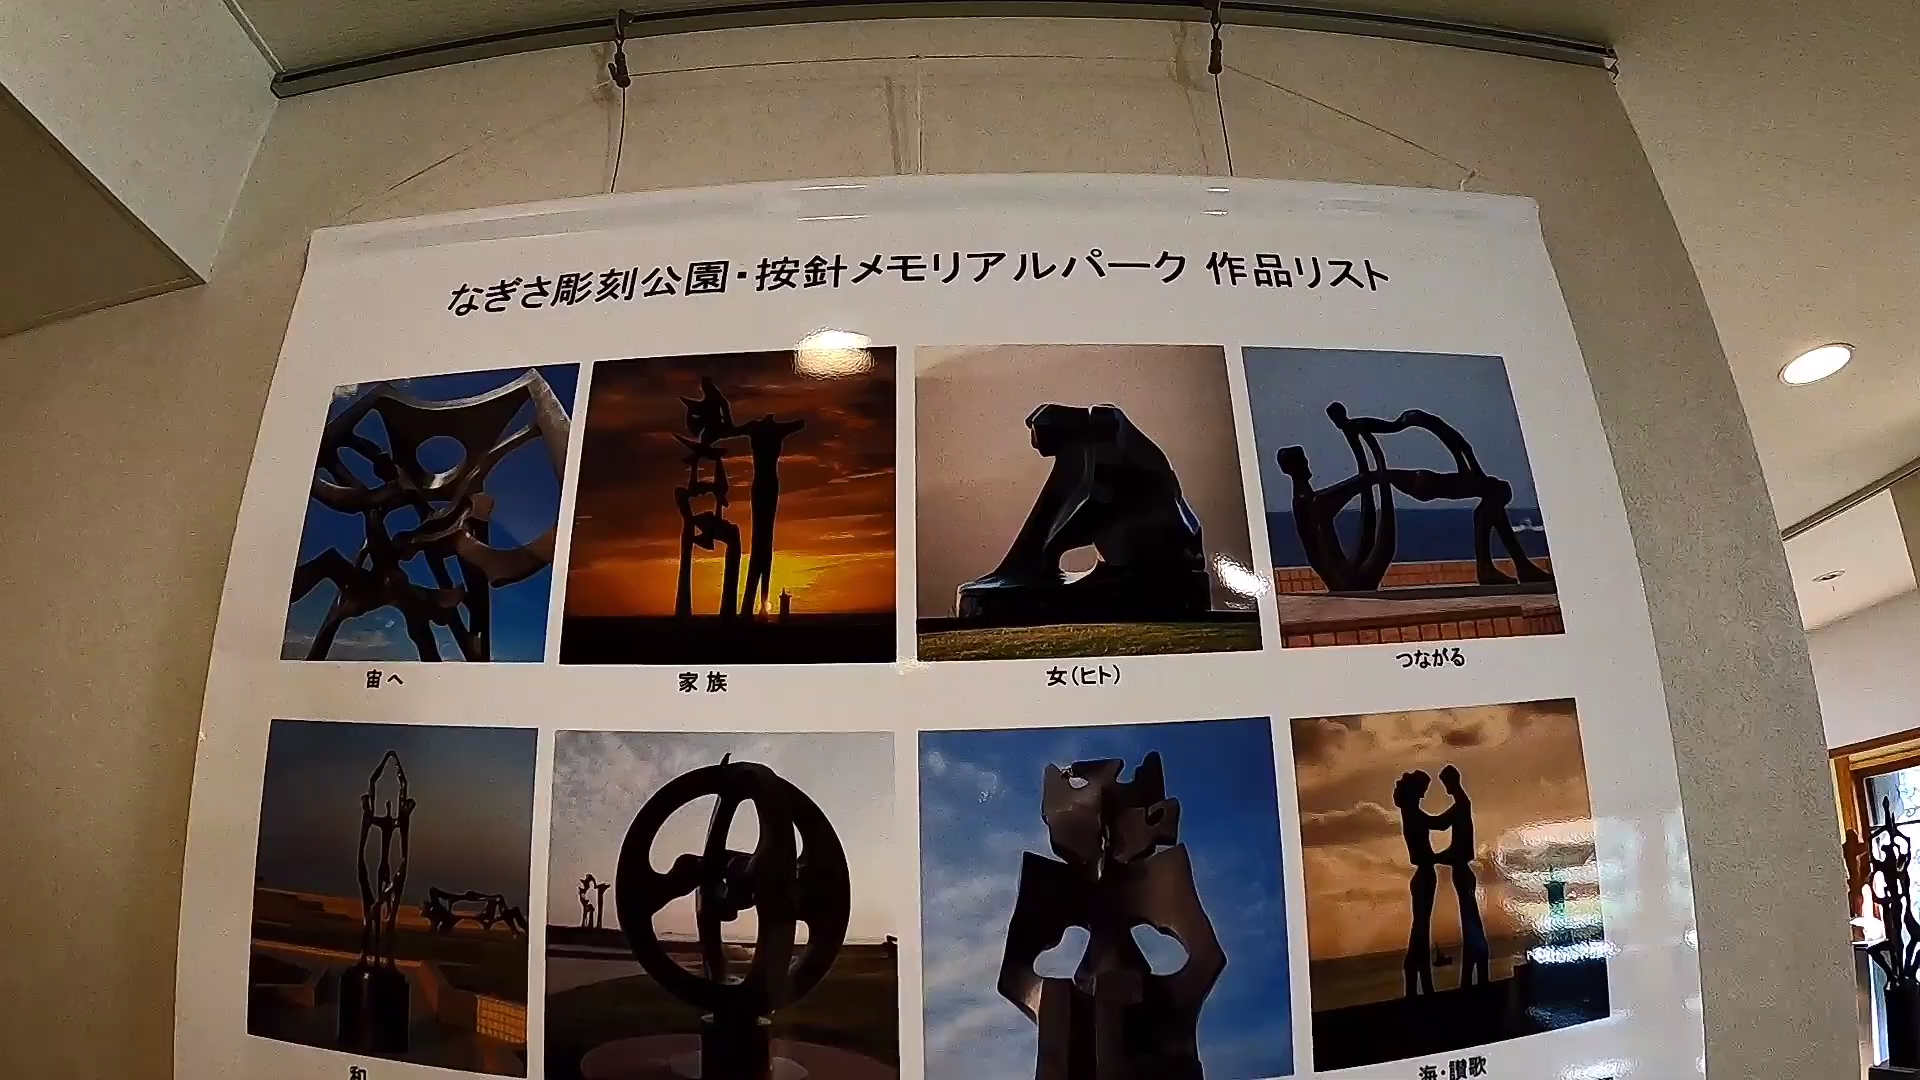 なぎさ彫刻公園・按針メモリアルパーク 作品リスト
宙へ
家族
女(ヒト)
つながる
和
海・讃歌